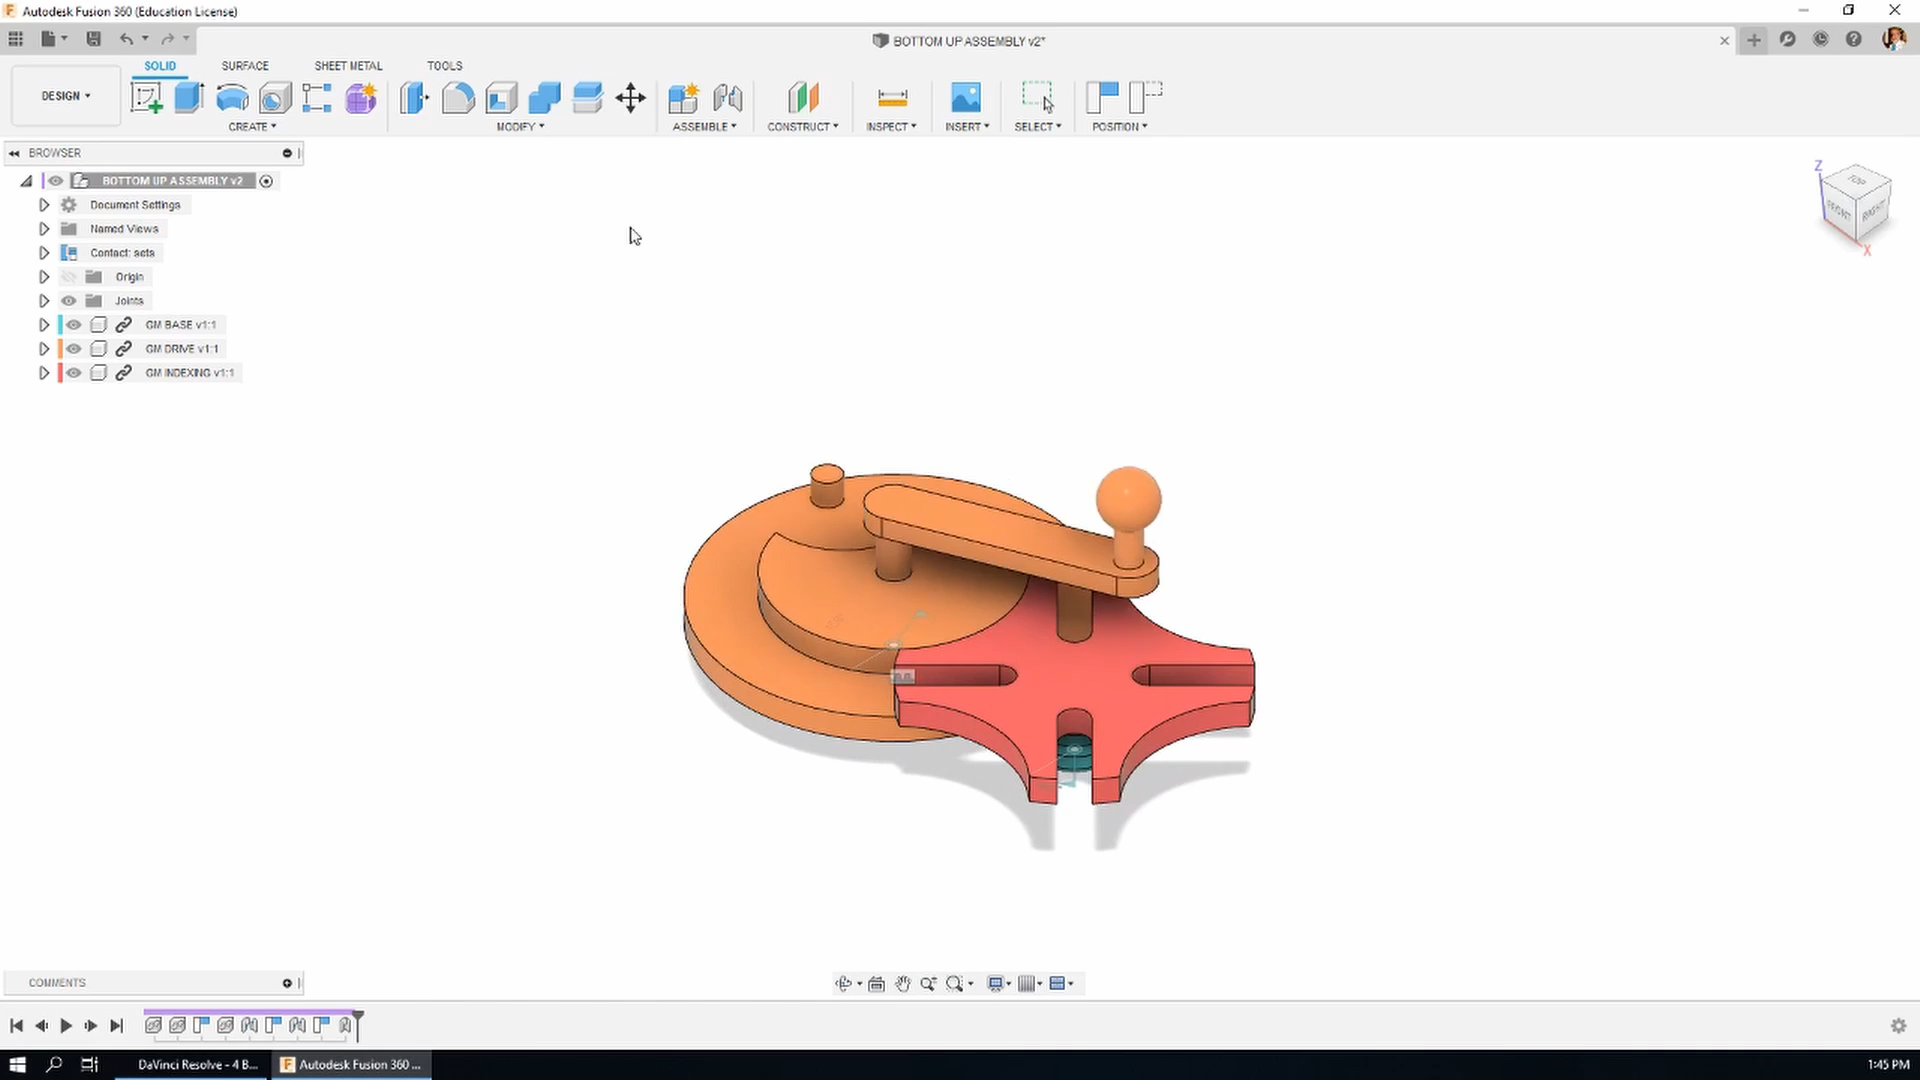 Autodesk Fusion 360 (Education License)
BOTTOM UP ASSEMBLY v2*
SOLID
SURFACE
SHEET METAL
TOOLS
DESIGN
CREATE
MODIFY
ASSEMBLE
CONSTRUCT
INSPECT
INSERT
SELECT
POSITION
BROWSER
BOTTOM UP ASSEMBLY v2
Document Settings
Named Views
Contact: sets
Origin
Joints
GM BASE v1:1
GM DRIVE v1:1
GM INDEXING v1:1
Z
TOP
FRONT
RIGHT
X
COMMENTS
DaVinci Resolve - 4 B...
Autodesk Fusion 360 ...
1:45 PM